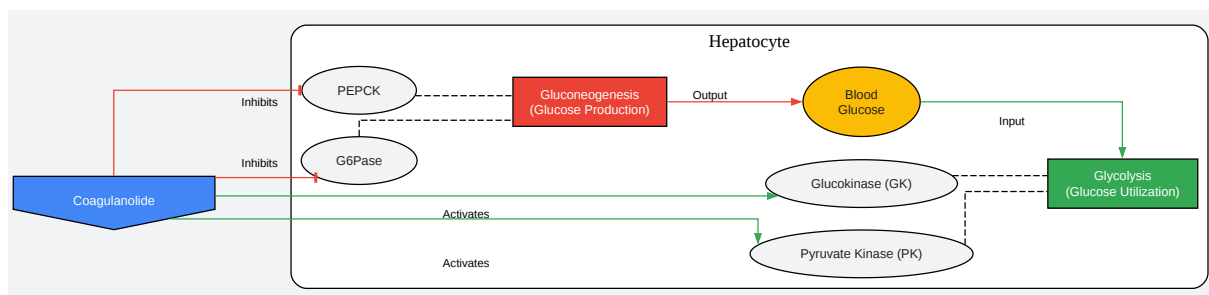 Hepatocyte
PEPCK
Inhibits
Gluconeogenesis
(Glucose Production)
Output
Blood
Glucose
Input
Inhibits
G6Pase
Coagulanolide
Glucokinase (GK)
Glycolysis
(Glucose Utilization)
Activates
Pyruvate Kinase (PK)
Activates